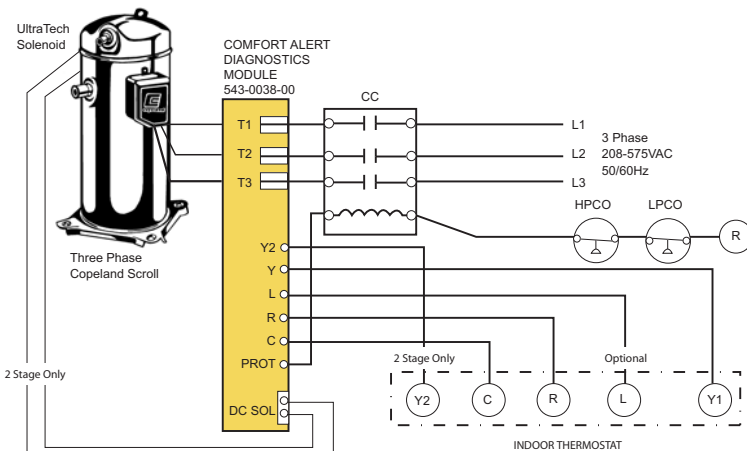 UltraTech
Solenoid
COMFORT ALERT
DIAGNOSTICS
MODULE
543-0038-00
CC
T1
T2
T3
L1
L2
L3
3 Phase
208-575VAC
50/60Hz
HPCO
LPCO
R
Three Phase
Copeland Scroll
Y2
Y
L
R
C
PROT
DC SOL
2 Stage Only
2 Stage Only
Optional
Y2
C
R
L
Y1
INDOOR THERMOSTAT